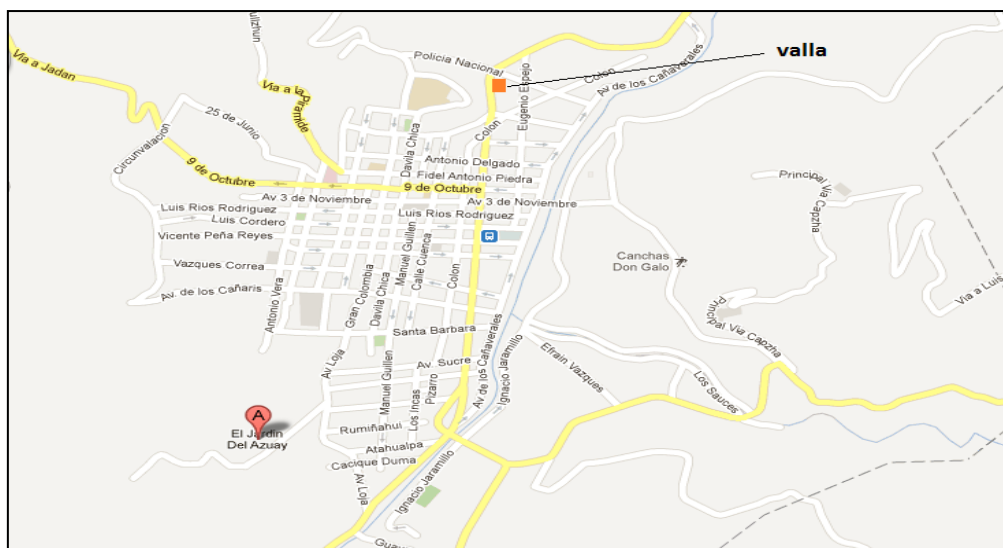 valla
Policia Nacional
Via a Jadan
Via a la
Piramide
Colon
Av de los Cañaverales
Eugenio Espejo
25 de Junio
Circunvalacion
Davila Chica
Colon
Antonio Delgado
Fidel Antonio Piedra
9 de Octubre
9 de Octubre
Av 3 de Noviembre
Av 3 de Noviembre
Principal Via Capzha
Luis Rios Rodriguez
Luis Rios Rodriguez
Luis Cordero
Vicente Peña Reyes
Manuel Guillen
Calle Cuenca
Colon
Canchas
Don Galo
Vazques Correa
Gran Colombia
Davila Chica
Antonio Vera
Av. de los Cañaris
Via a Luis
Principal Via Capzha
Santa Barbara
Av de los Cañaverales
Ignacio Jaramillo
Efrain Vazques
Los Sauces
Av Loja
Manuel Guillen
Av. Sucre
Los Incas
Pizarro
A
El Jardin
Del Azuay
Rumiñahui
Atahualpa
Cacique Duma
Av Loja
Ignacio Jaramillo